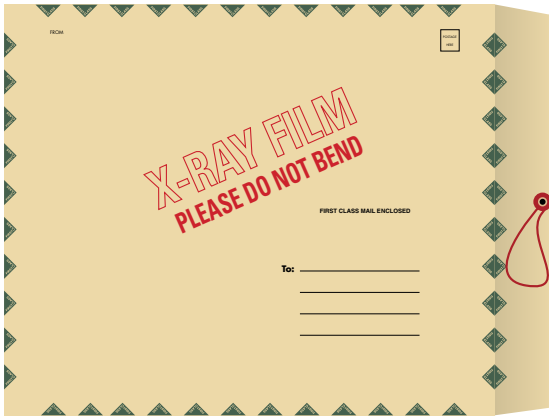 FROM
POSTAGE
HERE
X-RAY FILM
PLEASE DO NOT BEND
FIRST CLASS MAIL ENCLOSED
To: